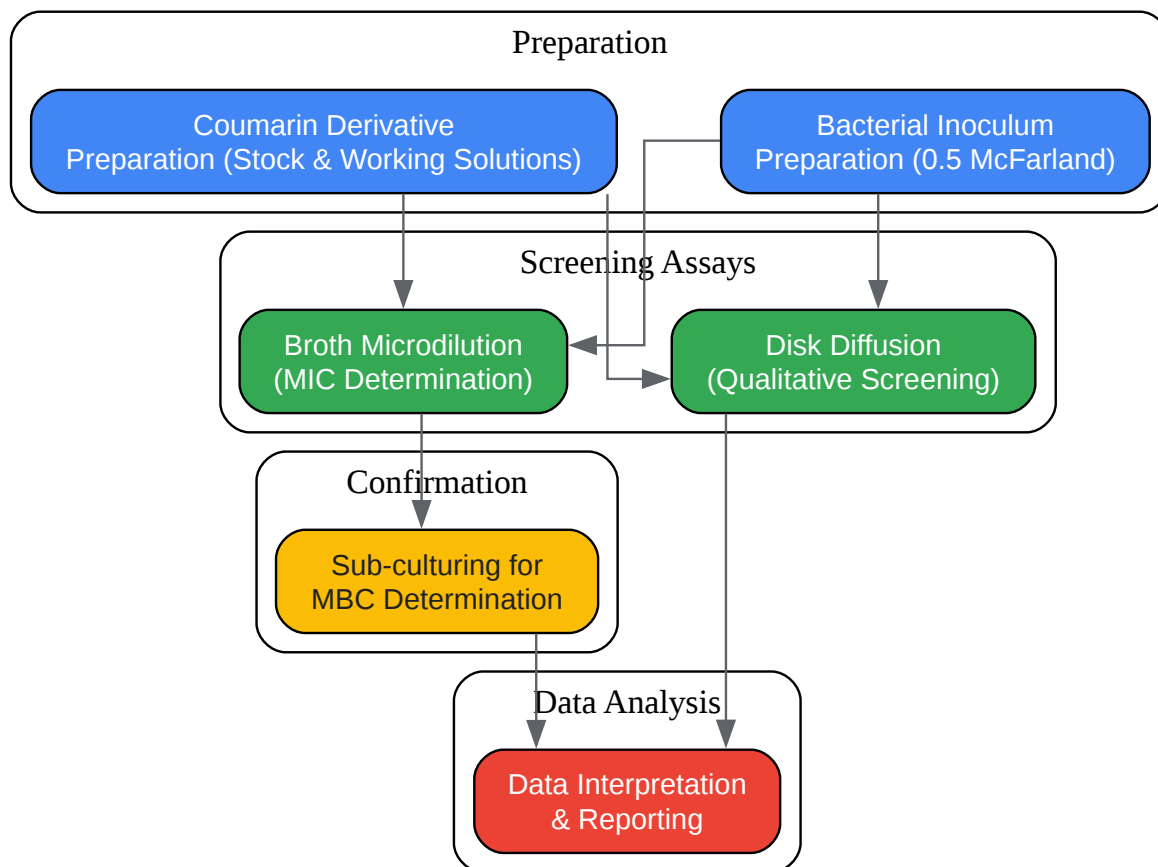 Preparation
Coumarin Derivative
Preparation (Stock & Working Solutions)
Bacterial Inoculum
Preparation (0.5 McFarland)
Screening Assays
Broth Microdilution
(MIC Determination)
Disk Diffusion
(Qualitative Screening)
Confirmation
Sub-culturing for
MBC Determination
Data Analysis
Data Interpretation
& Reporting